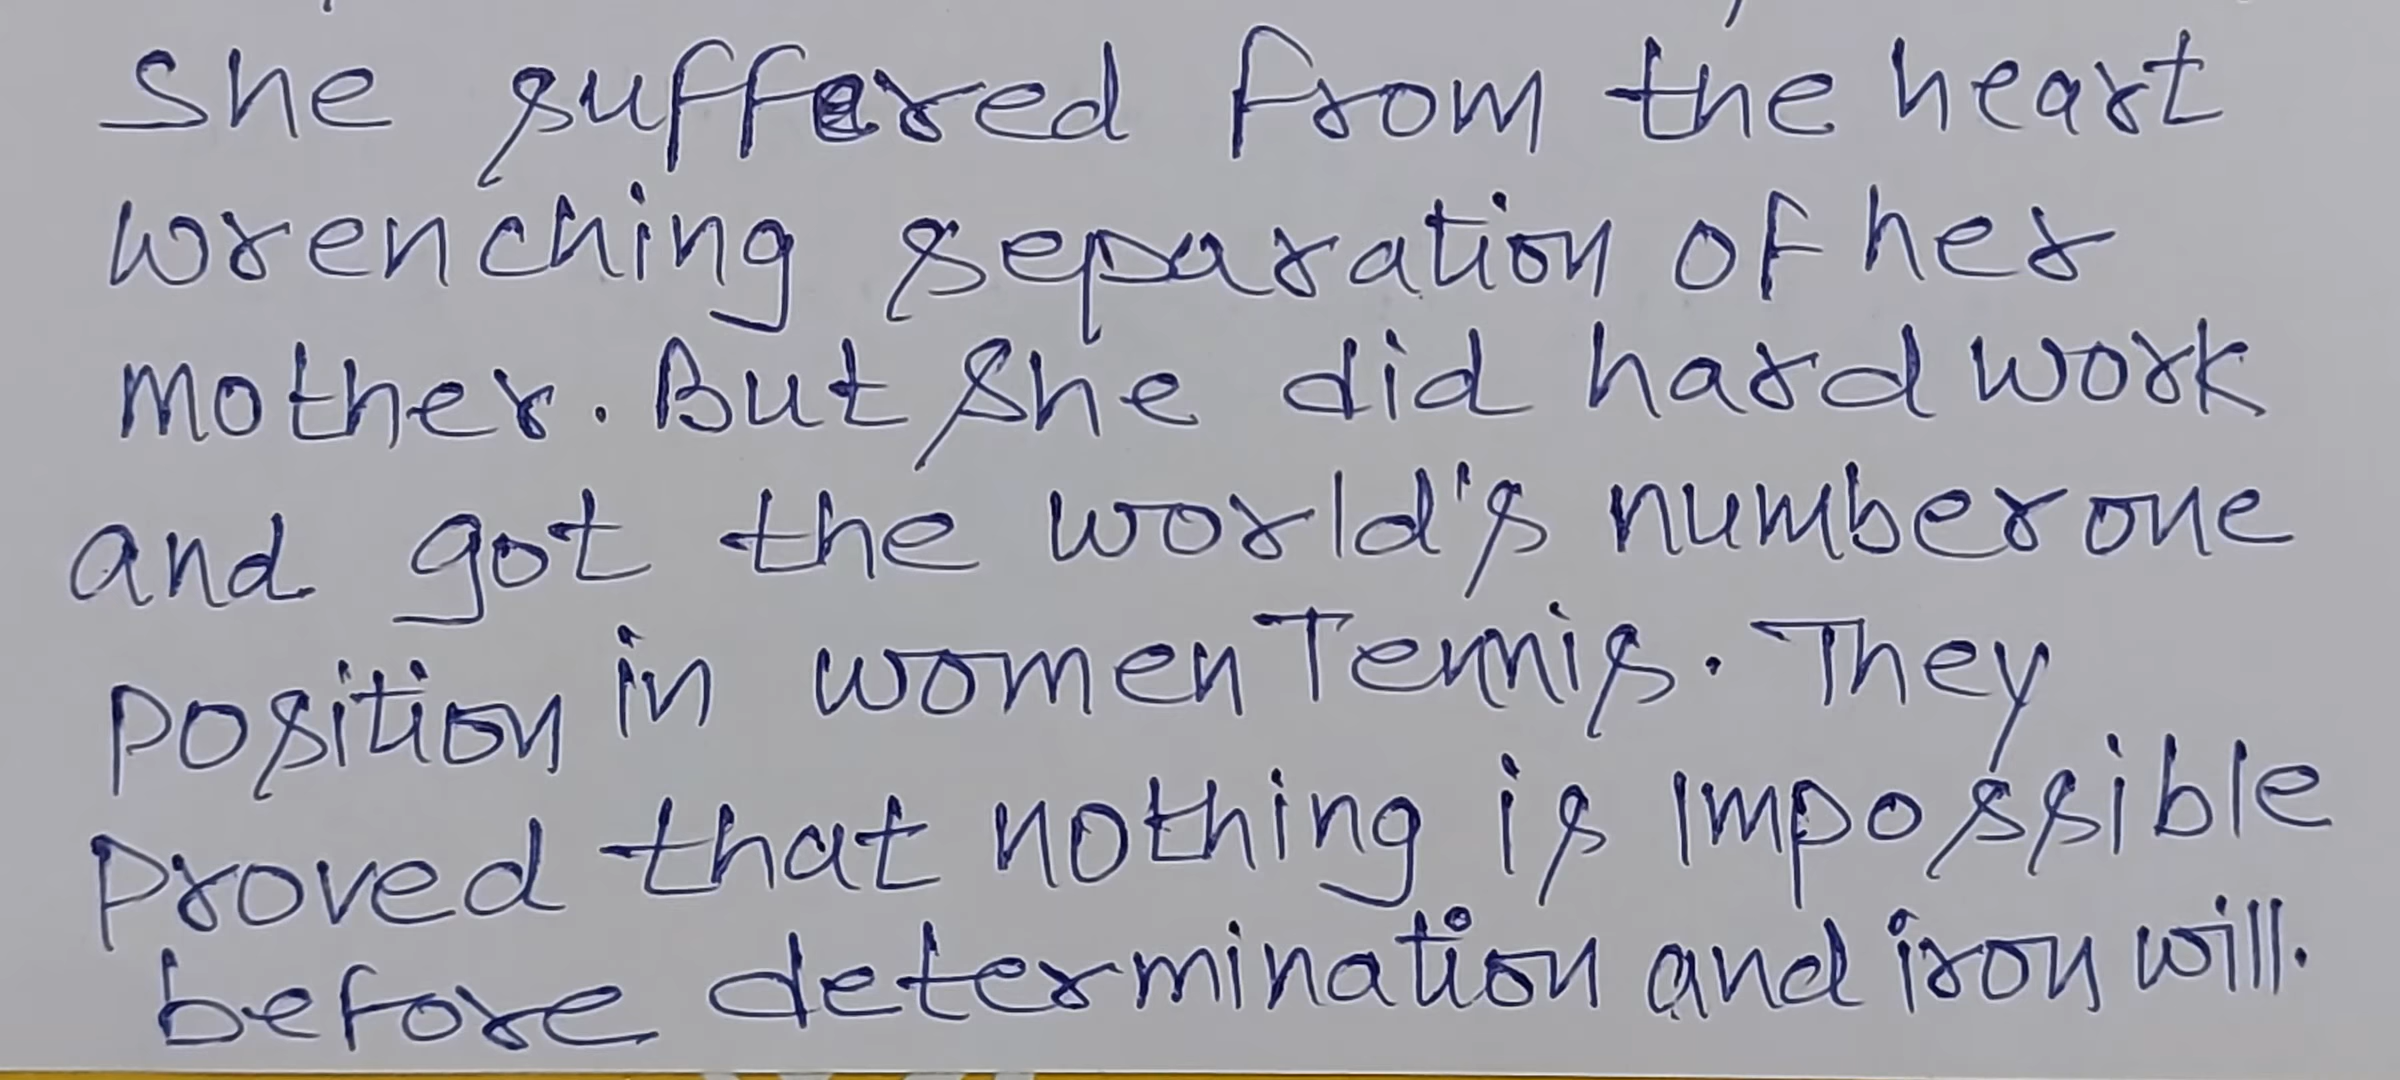 She suffered from the heart
wrenching separation of her
mother. But she did hard work
and got the world's number one
position in women Tennis. They
proved that nothing is impossible
before determination and iron will.